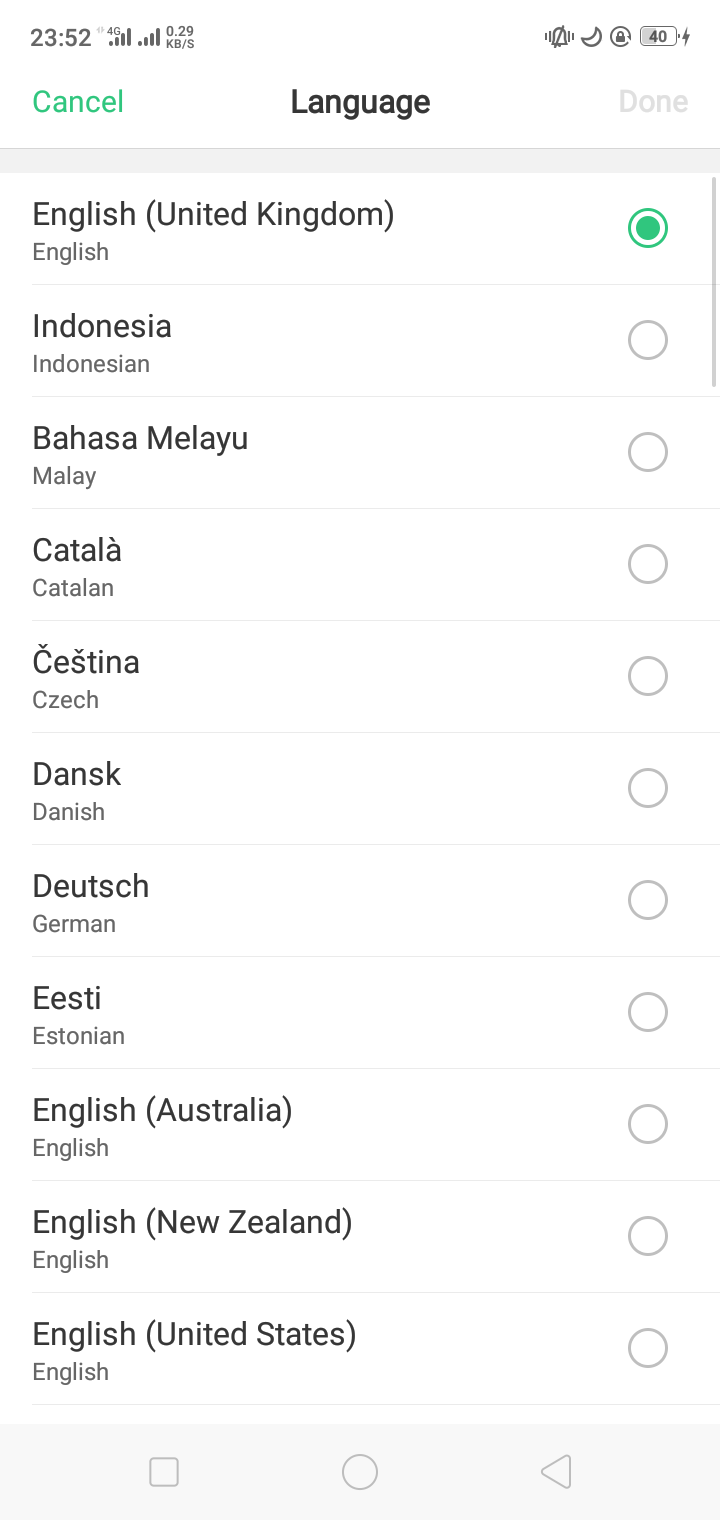 23:52 4G 0.29 KB/S 40
Cancel Language Done
English (United Kingdom)
English
Indonesia
Indonesian
Bahasa Melayu
Malay
Català
Catalan
Čeština
Czech
Dansk
Danish
Deutsch
German
Eesti
Estonian
English (Australia)
English
English (New Zealand)
English
English (United States)
English